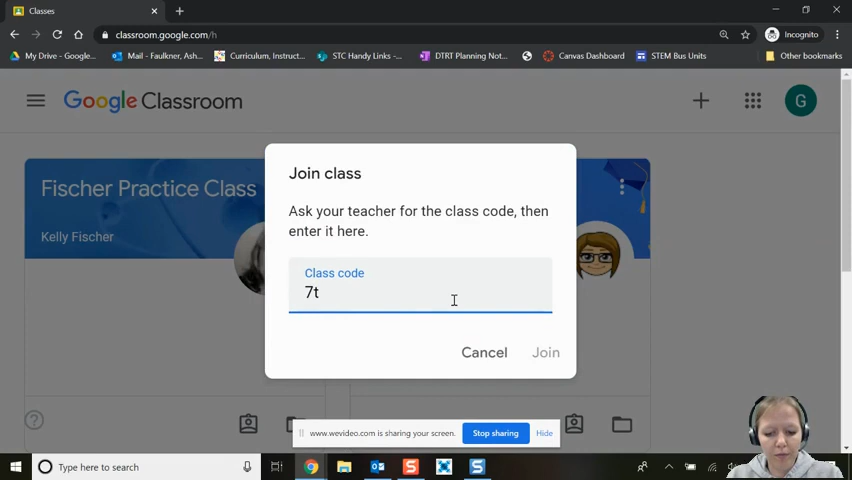 Classes
classroom.google.com/h
Incognito
My Drive - Google...
Mail - Faulkner, Ash...
Curriculum, Instruct...
STC Handy Links -...
DTRT Planning Not...
Canvas Dashboard
STEM Bus Units
Other bookmarks
Google Classroom
G
Fischer Practice Class
Kelly Fischer
Join class
Ask your teacher for the class code, then
enter it here.
Class code
7t
Cancel
Join
www.wevideo.com is sharing your screen.
Stop sharing
Hide
Type here to search